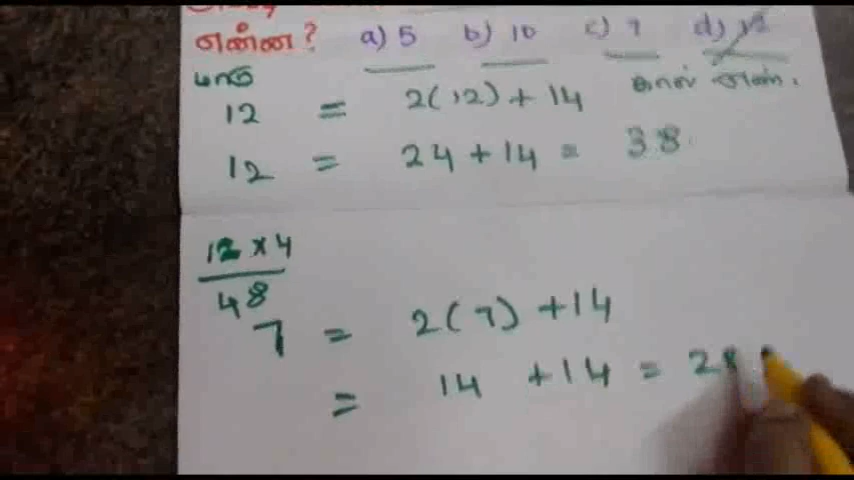 என்ன? a) 5 b) 10 c) 7 d) 12
12 = 2(12) + 14
12 = 24 + 14 = 38
12 x 4
48
7 = 2(7) + 14
= 14 + 14 = 28